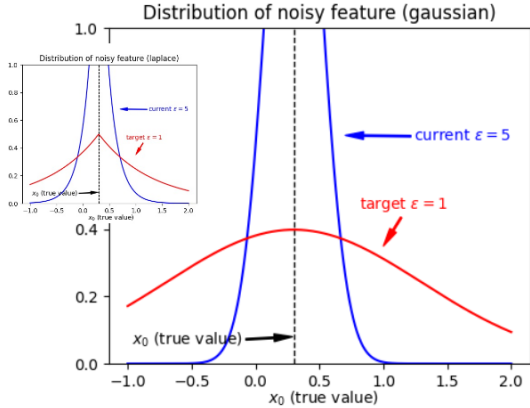 Distribution of noisy feature (gaussian)
1.0
0.4
0.2
0.0
current ε = 5
target ε = 1
x₀ (true value)
−1.0
0.0
0.5
1.0
1.5
2.0
x₀ (true value)
Distribution of noisy feature (laplace)
1.0
0.8
0.6
0.4
0.2
0.0
current ε = 5
target ε = 1
x₀ (true value)
−1.0
−0.5
0.0
0.5
1.0
1.5
2.0
x₀ (true value)